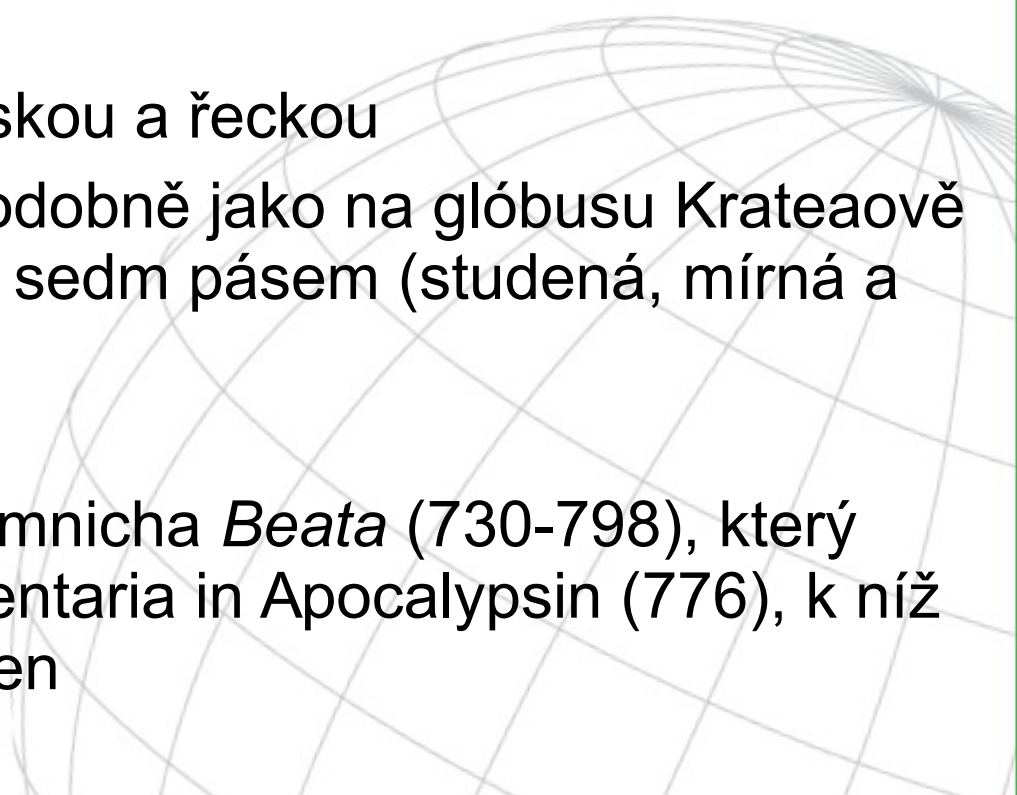 skou a řeckou
odobně jako na glóbusu Krateaově
sedm pásem (studená, mírná a
mnicha Beata (730-798), který
entaria in Apocalypsin (776), k níž
en